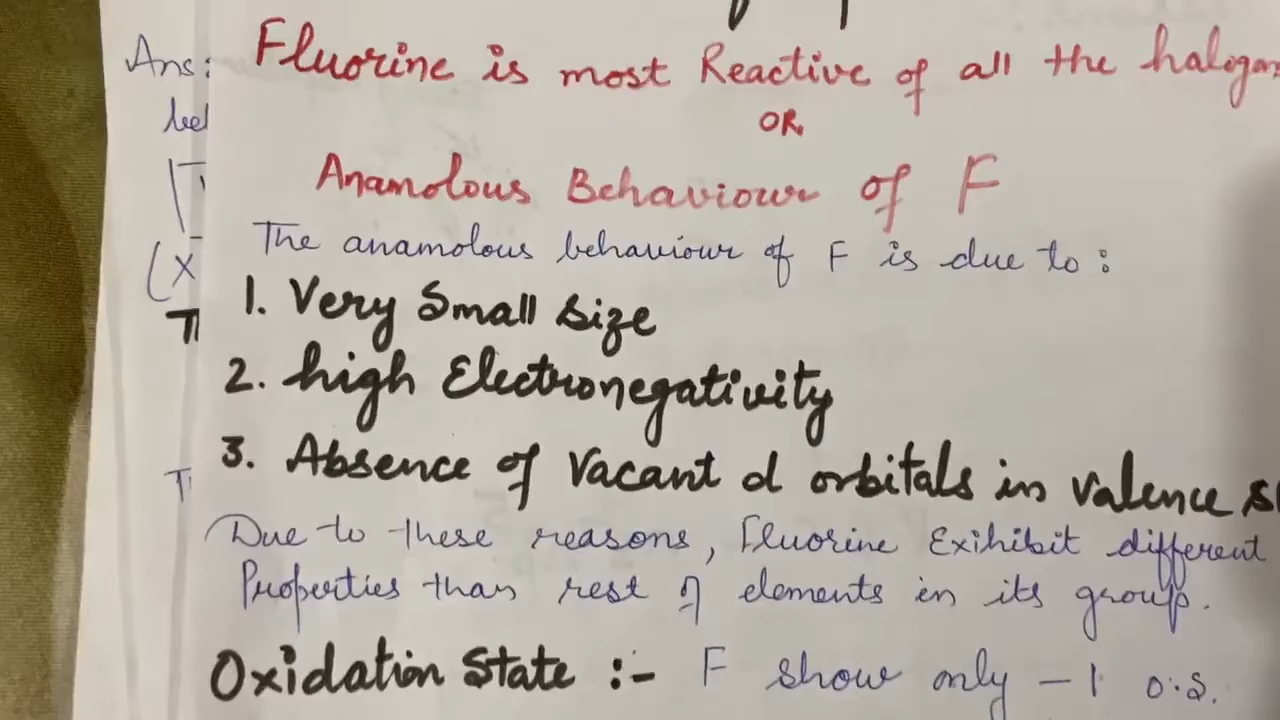 Ans:
Fluorine is most Reactive of all the halogans
OR
Anamolous Behaviour of F
The anamolous behaviour of F is due to:
1. Very Small Size
2. high Electronegativity
3. Absence of Vacant d orbitals in Valence
Due to these reasons, Fluorine Exihibit different
Properties than rest of elements in its group.
Oxidation State :- F show only -1 o.s.